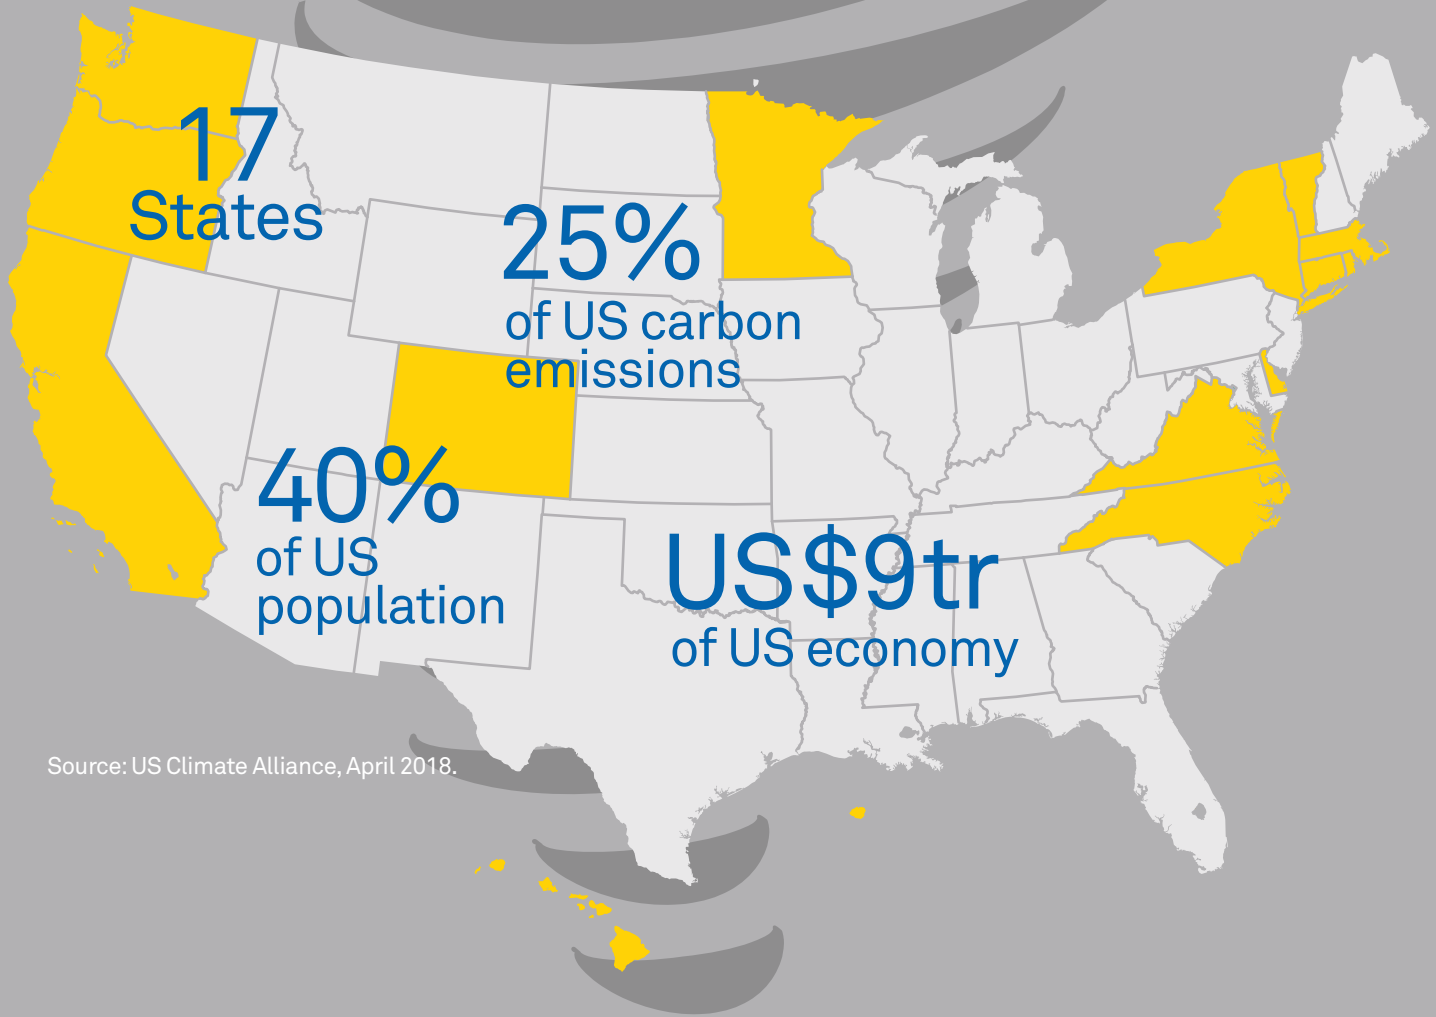 17
States
25%
of US carbon
emissions
40%
of US
population
US$9tr
of US economy
Source: US Climate Alliance, April 2018.